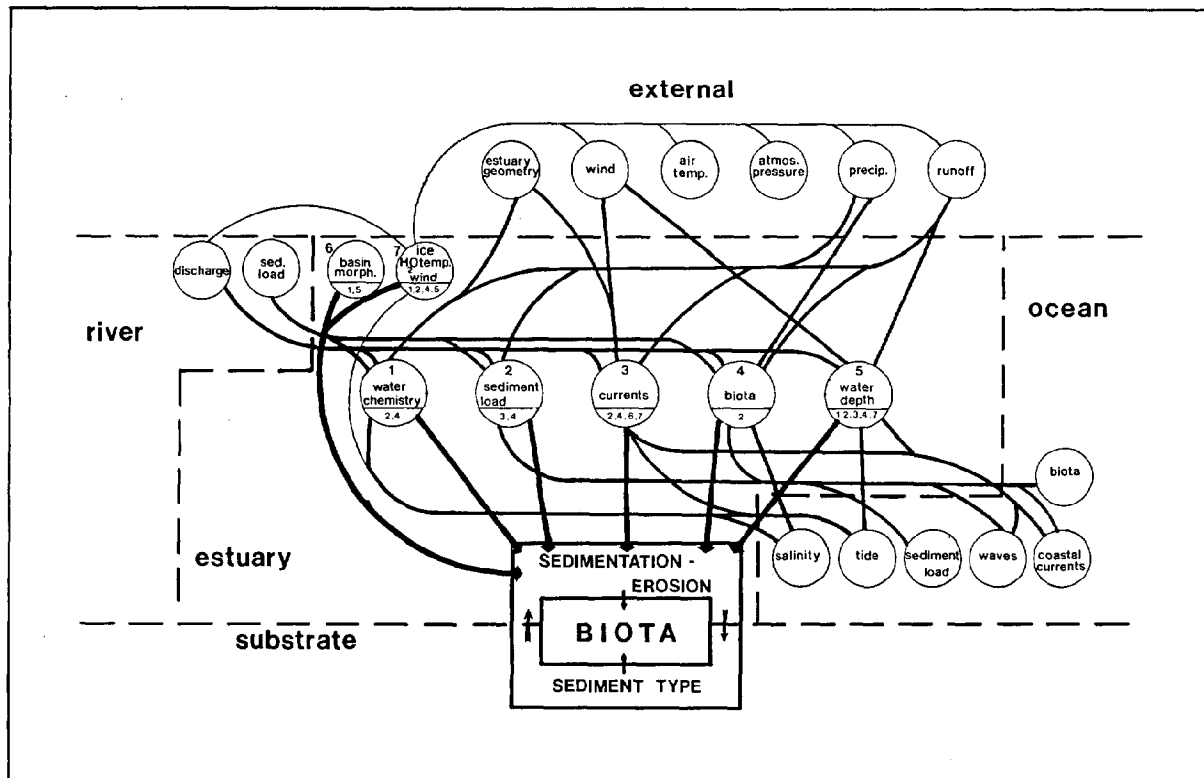 external
estuary
geometry
wind
air
temp.
atmos.
pressure
precip.
runoff
discharge
sed.
load
6
basin
morph.
1,5
7
ice
H2O temp.
wind
1,2,4,5
river
ocean
1
water
chemistry
2,4
2
sediment
load
3,4
3
currents
2,4,6,7
4
biota
2
5
water
depth
1 2,3,4,7
biota
estuary
salinity
tide
sediment
load
waves
coastal
currents
SEDIMENTATION -
EROSION
BIOTA
SEDIMENT TYPE
substrate